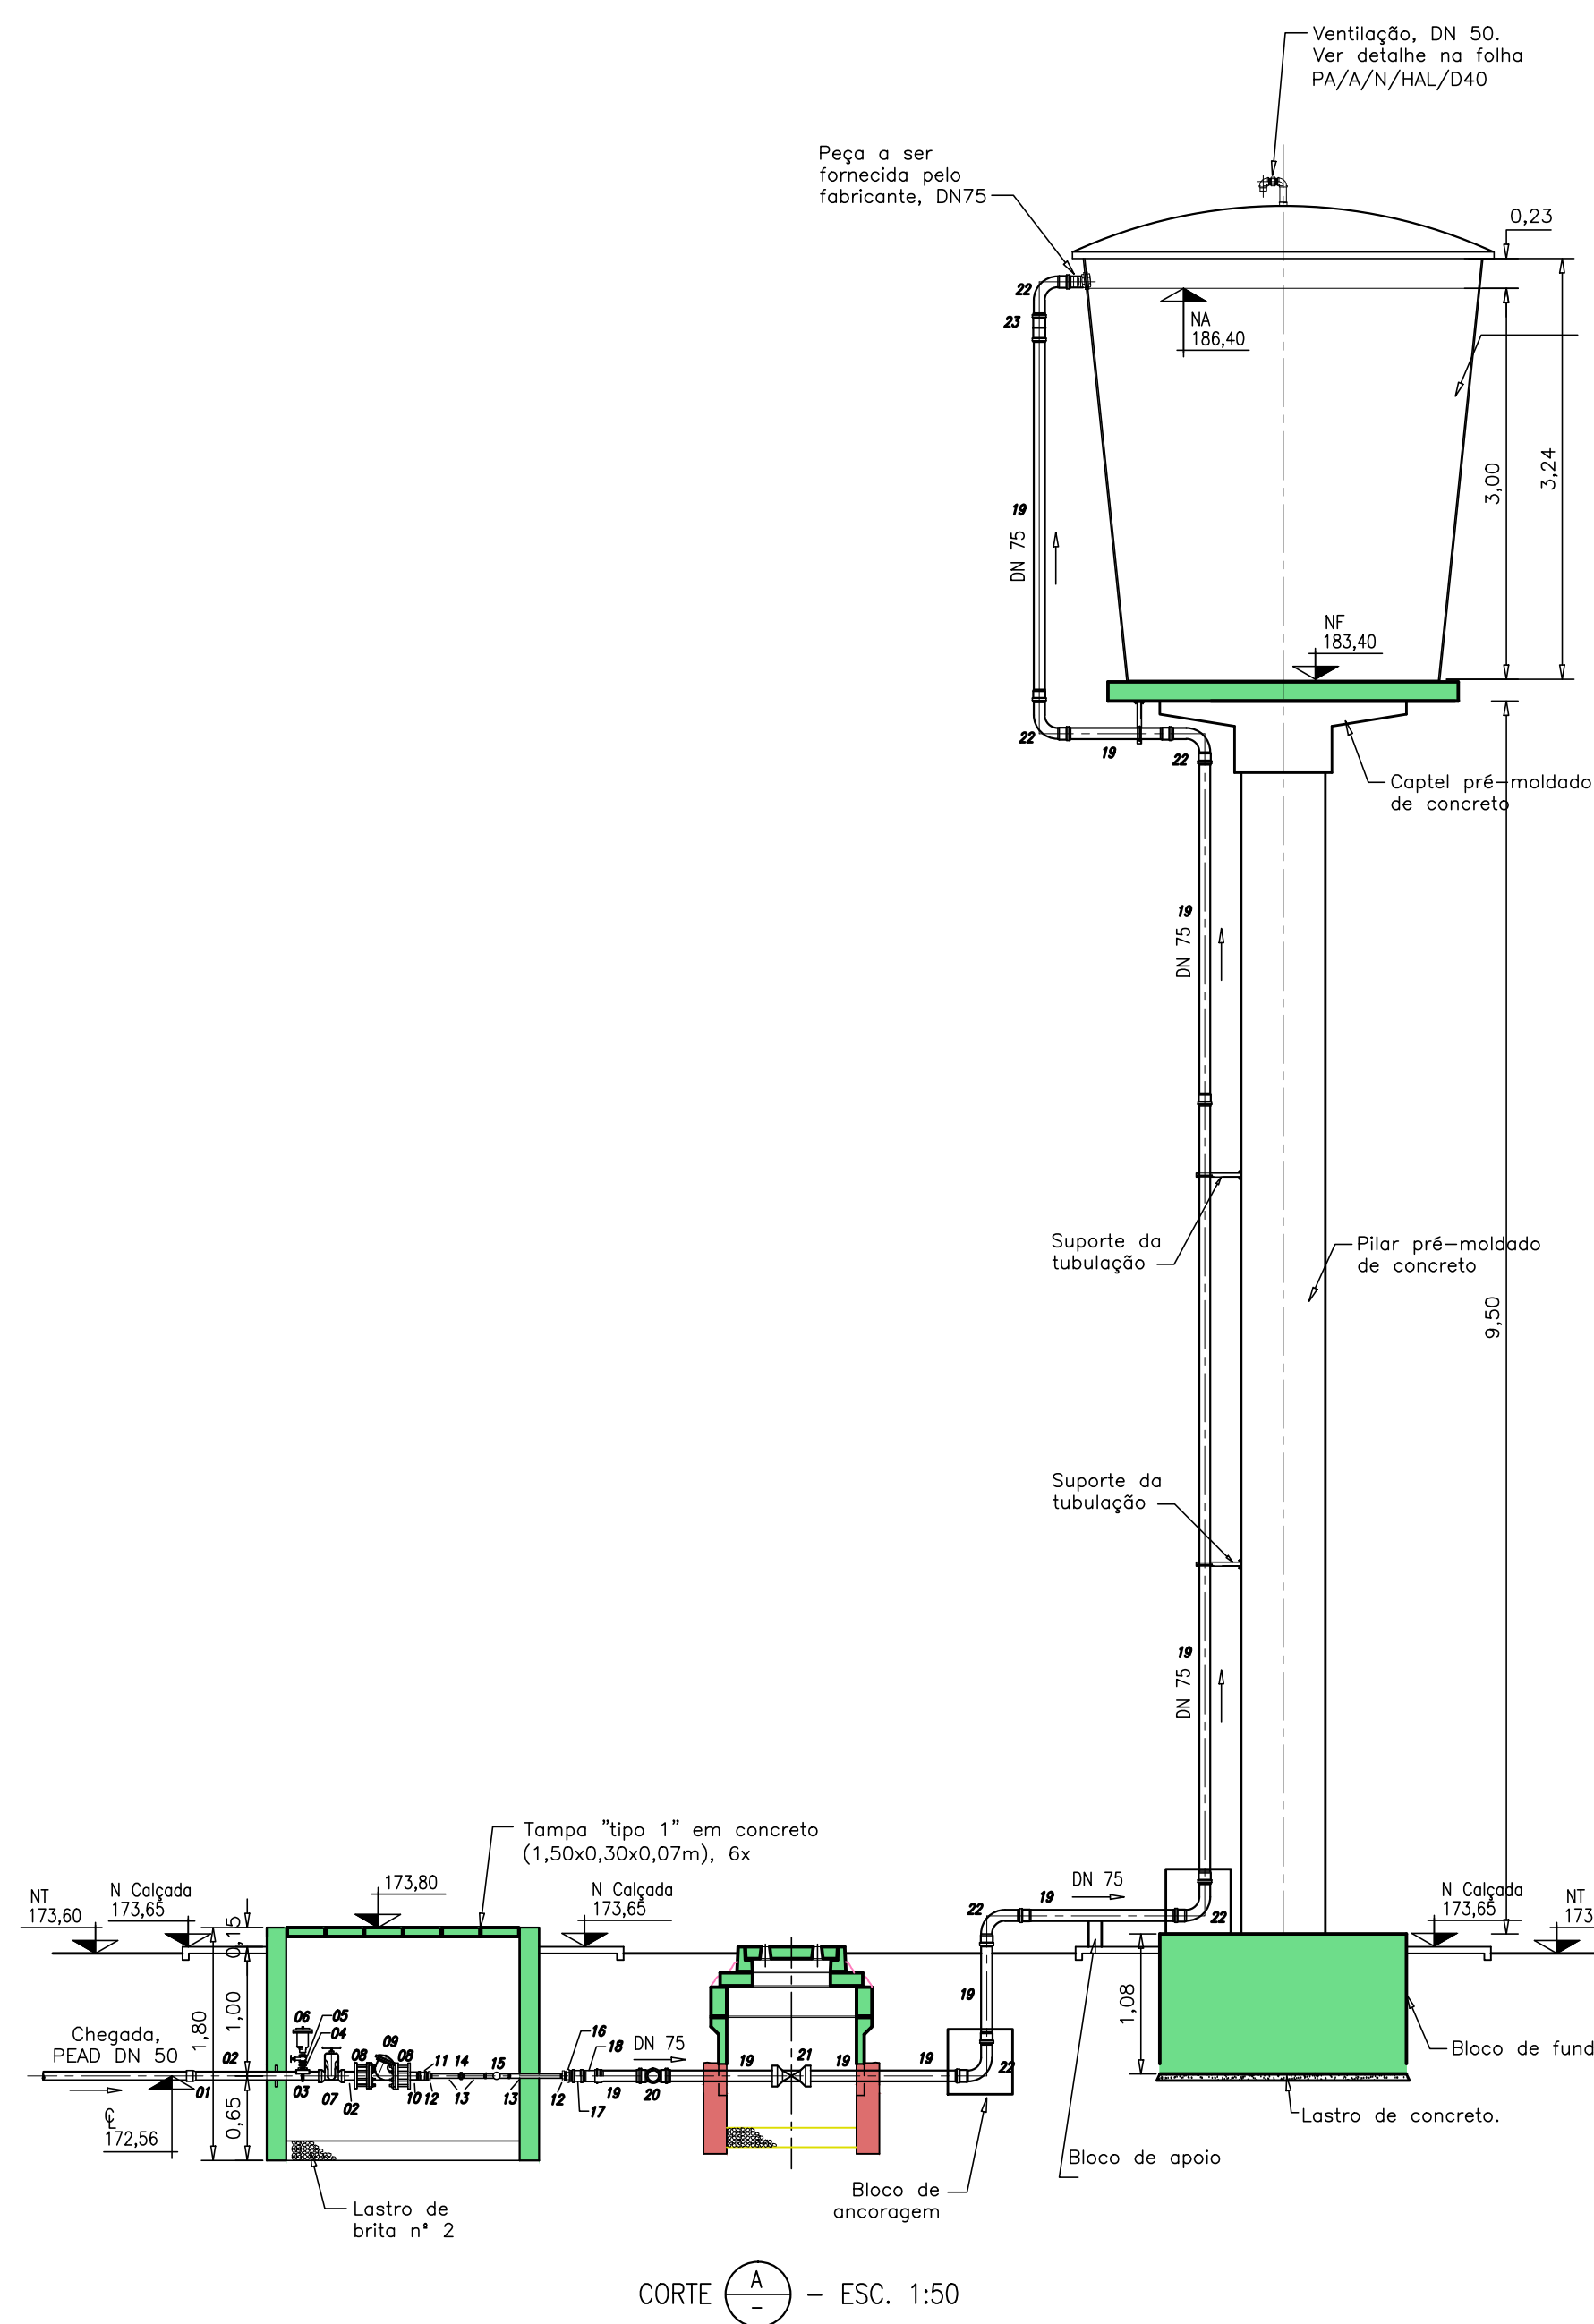 Ventilação, DN 50.
Ver detalhe na folha
PA/A/N/HAL/D40
Peça a ser
fornecida pelo
fabricante, DN75
0,23
22
23
NA
186,40
3,00
3,24
19
DN 75
NF
183,40
22
19
22
Captel pré-moldado
de concreto
19
DN 75
Suporte da
tubulação
Pilar pré-moldado
de concreto
9,50
Suporte da
tubulação
19
DN 75
Tampa "tipo 1" em concreto
(1,50x0,30x0,07m), 6x
NT
173,60
N Calçada
173,65
0,15
173,80
N Calçada
173,65
22
19
DN 75
22
N Calçada
173,65
NT
173
1,80
1,00
19
1,08
Chegada,
PEAD DN 50
02
06
05
04
09
08
08
11
14
15
16
18
DN 75
19
21
19
19
22
Bloco de fund
01
03
07
02
10
12
13
13
12
17
19
20
0,65
℄
172,56
Lastro de concreto.
Bloco de apoio
Bloco de
ancoragem
Lastro de
brita n° 2
CORTE A - ESC. 1:50
-